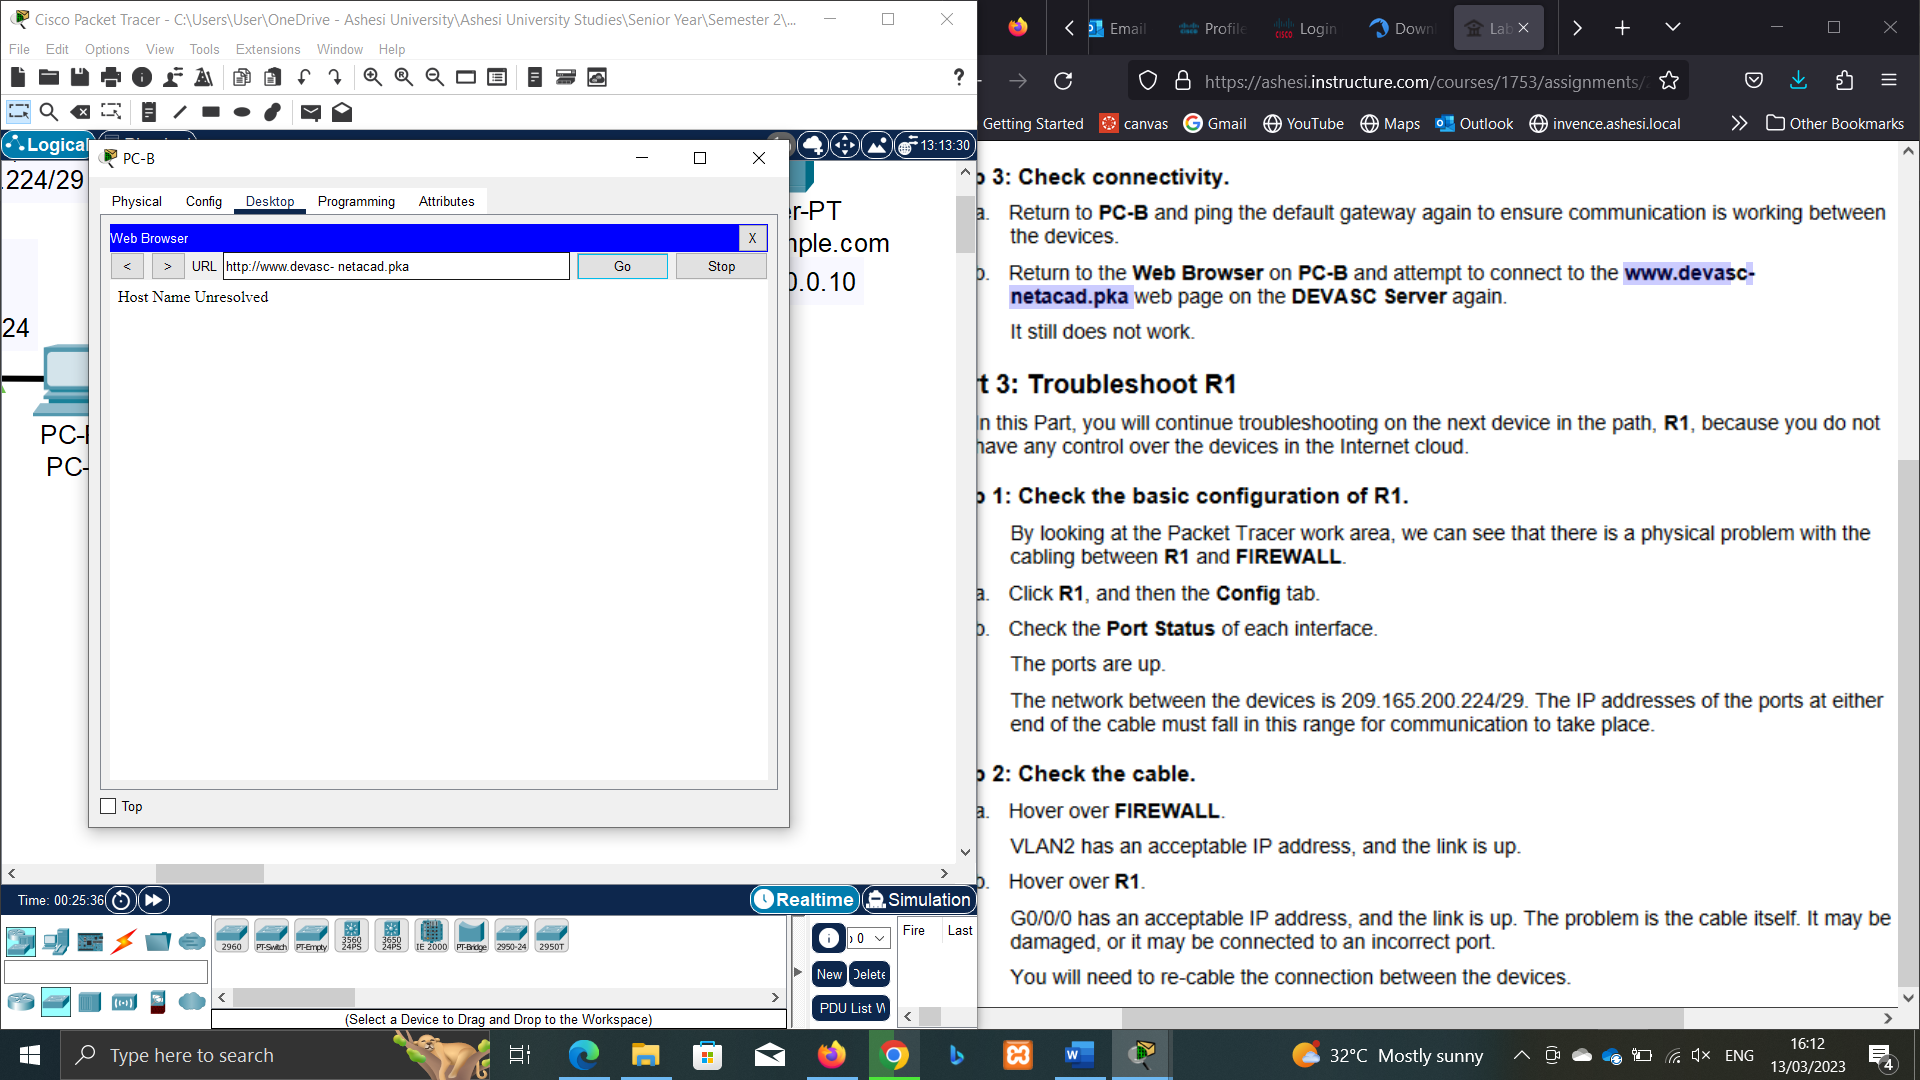 Cisco Packet Tracer - C:\Users\User\OneDrive - Ashesi University\Ashesi University Studies\Senior Year\Semester 2\...
File Edit Options View Tools Extensions Window Help
Logical
13:13:30
.224/29
24
PC-B
Physical Config Desktop Programming Attributes
Web Browser X
< > URL http://www.devasc- netacad.pka Go Stop
Host Name Unresolved
Top
er-PT
mple.com
0.0.10
PC-
PC-
Time: 00:25:36
Realtime Simulation
2960 PT-Switch PT-Empty 3560 24PS 3650 24PS IE 2000 PT-Bridge 2950-24 2950T
(Select a Device to Drag and Drop to the Workspace)
0
Fire Last
New Delete
PDU List W
Email Profile Login Down Lab
https://ashesi.instructure.com/courses/1753/assignments/
Getting Started canvas Gmail YouTube Maps Outlook invence.ashesi.local Other Bookmarks
3: Check connectivity.
a. Return to PC-B and ping the default gateway again to ensure communication is working between
the devices.
Return to the Web Browser on PC-B and attempt to connect to the www.devasc-
netacad.pka web page on the DEVASC Server again.
It still does not work.
t 3: Troubleshoot R1
In this Part, you will continue troubleshooting on the next device in the path, R1, because you do not
have any control over the devices in the Internet cloud.
1: Check the basic configuration of R1.
By looking at the Packet Tracer work area, we can see that there is a physical problem with the
cabling between R1 and FIREWALL.
a. Click R1, and then the Config tab.
Check the Port Status of each interface.
The ports are up.
The network between the devices is 209.165.200.224/29. The IP addresses of the ports at either
end of the cable must fall in this range for communication to take place.
2: Check the cable.
a. Hover over FIREWALL.
VLAN2 has an acceptable IP address, and the link is up.
Hover over R1.
G0/0/0 has an acceptable IP address, and the link is up. The problem is the cable itself. It may be
damaged, or it may be connected to an incorrect port.
You will need to re-cable the connection between the devices.
Type here to search
32°C Mostly sunny
ENG
16:12
13/03/2023
4